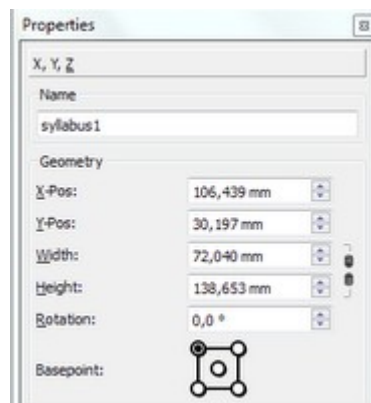 Properties
X, Y, Z
Name
syllabus1
Geometry
X-Pos: 106,439 mm
Y-Pos: 30,197 mm
Width: 72,040 mm
Height: 138,653 mm
Rotation: 0,0 °
Basepoint: